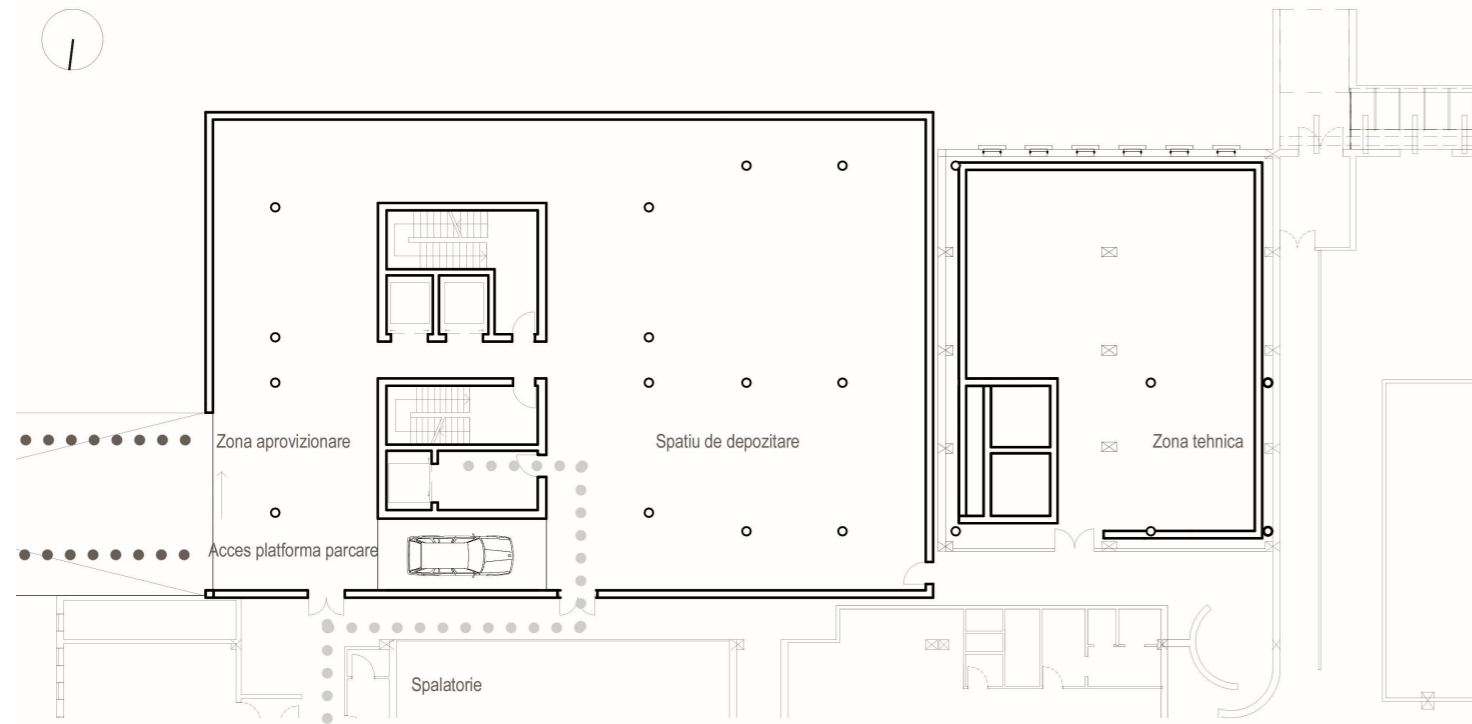 Zona aprovizionare
Spatiu de depozitare
Zona tehnica
Acces platforma parcare
Spalatorie